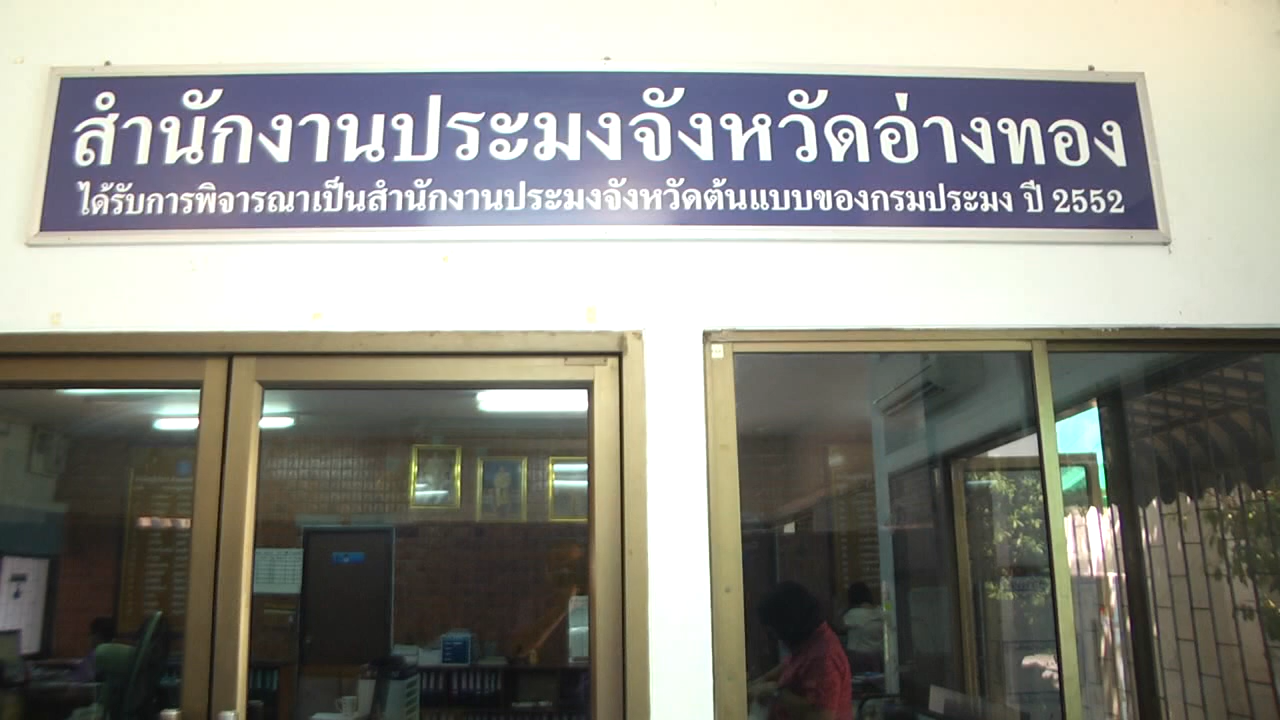 สำนักงานประมงจังหวัดอ่างทอง
ได้รับการพิจารณาเป็นสำนักงานประมงจังหวัดต้นแบบของกรมประมง ปี 2552